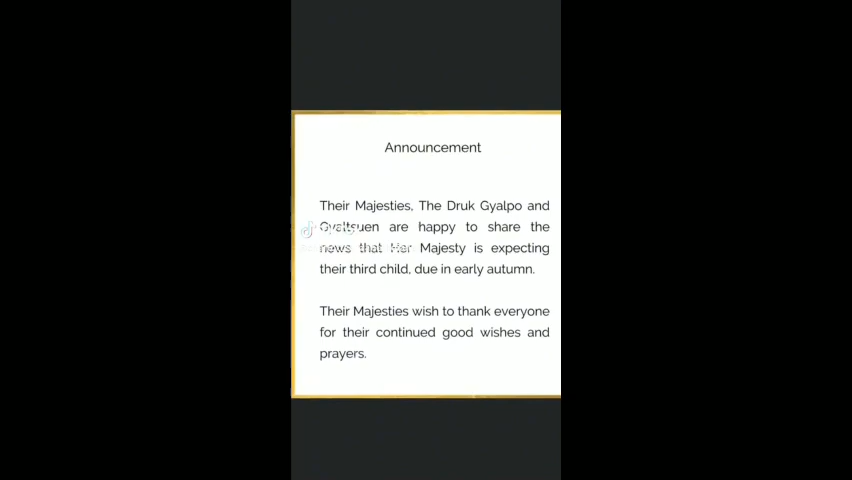 Announcement
Their Majesties, The Druk Gyalpo and
Gyaltsuen are happy to share the
news that Her Majesty is expecting
their third child, due in early autumn.
Their Majesties wish to thank everyone
for their continued good wishes and
prayers.